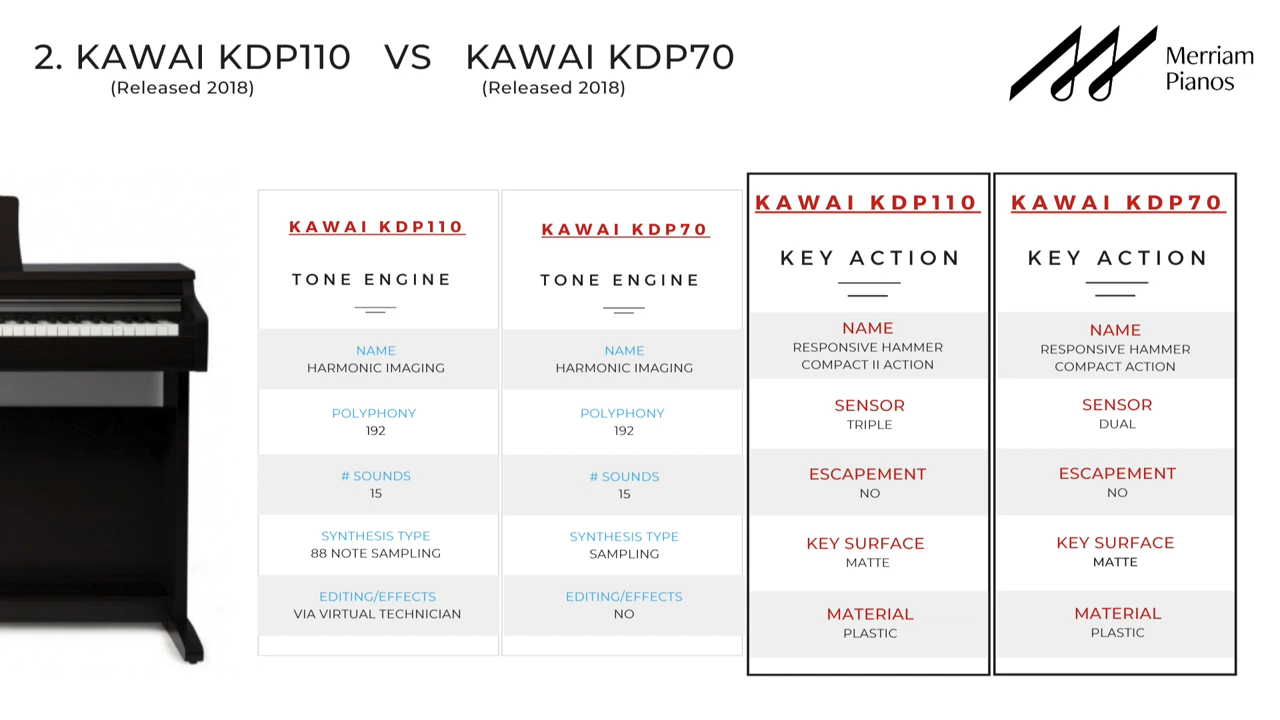 2. KAWAI KDP110 VS KAWAI KDP70
(Released 2018) (Released 2018)
Merriam
Pianos
KAWAI KDP110
TONE ENGINE
NAME
HARMONIC IMAGING
POLYPHONY
192
# SOUNDS
15
SYNTHESIS TYPE
88 NOTE SAMPLING
EDITING/EFFECTS
VIA VIRTUAL TECHNICIAN
KAWAI KDP70
TONE ENGINE
NAME
HARMONIC IMAGING
POLYPHONY
192
# SOUNDS
15
SYNTHESIS TYPE
SAMPLING
EDITING/EFFECTS
NO
KAWAI KDP110
KEY ACTION
NAME
RESPONSIVE HAMMER
COMPACT II ACTION
SENSOR
TRIPLE
ESCAPEMENT
NO
KEY SURFACE
MATTE
MATERIAL
PLASTIC
KAWAI KDP70
KEY ACTION
NAME
RESPONSIVE HAMMER
COMPACT ACTION
SENSOR
DUAL
ESCAPEMENT
NO
KEY SURFACE
MATTE
MATERIAL
PLASTIC